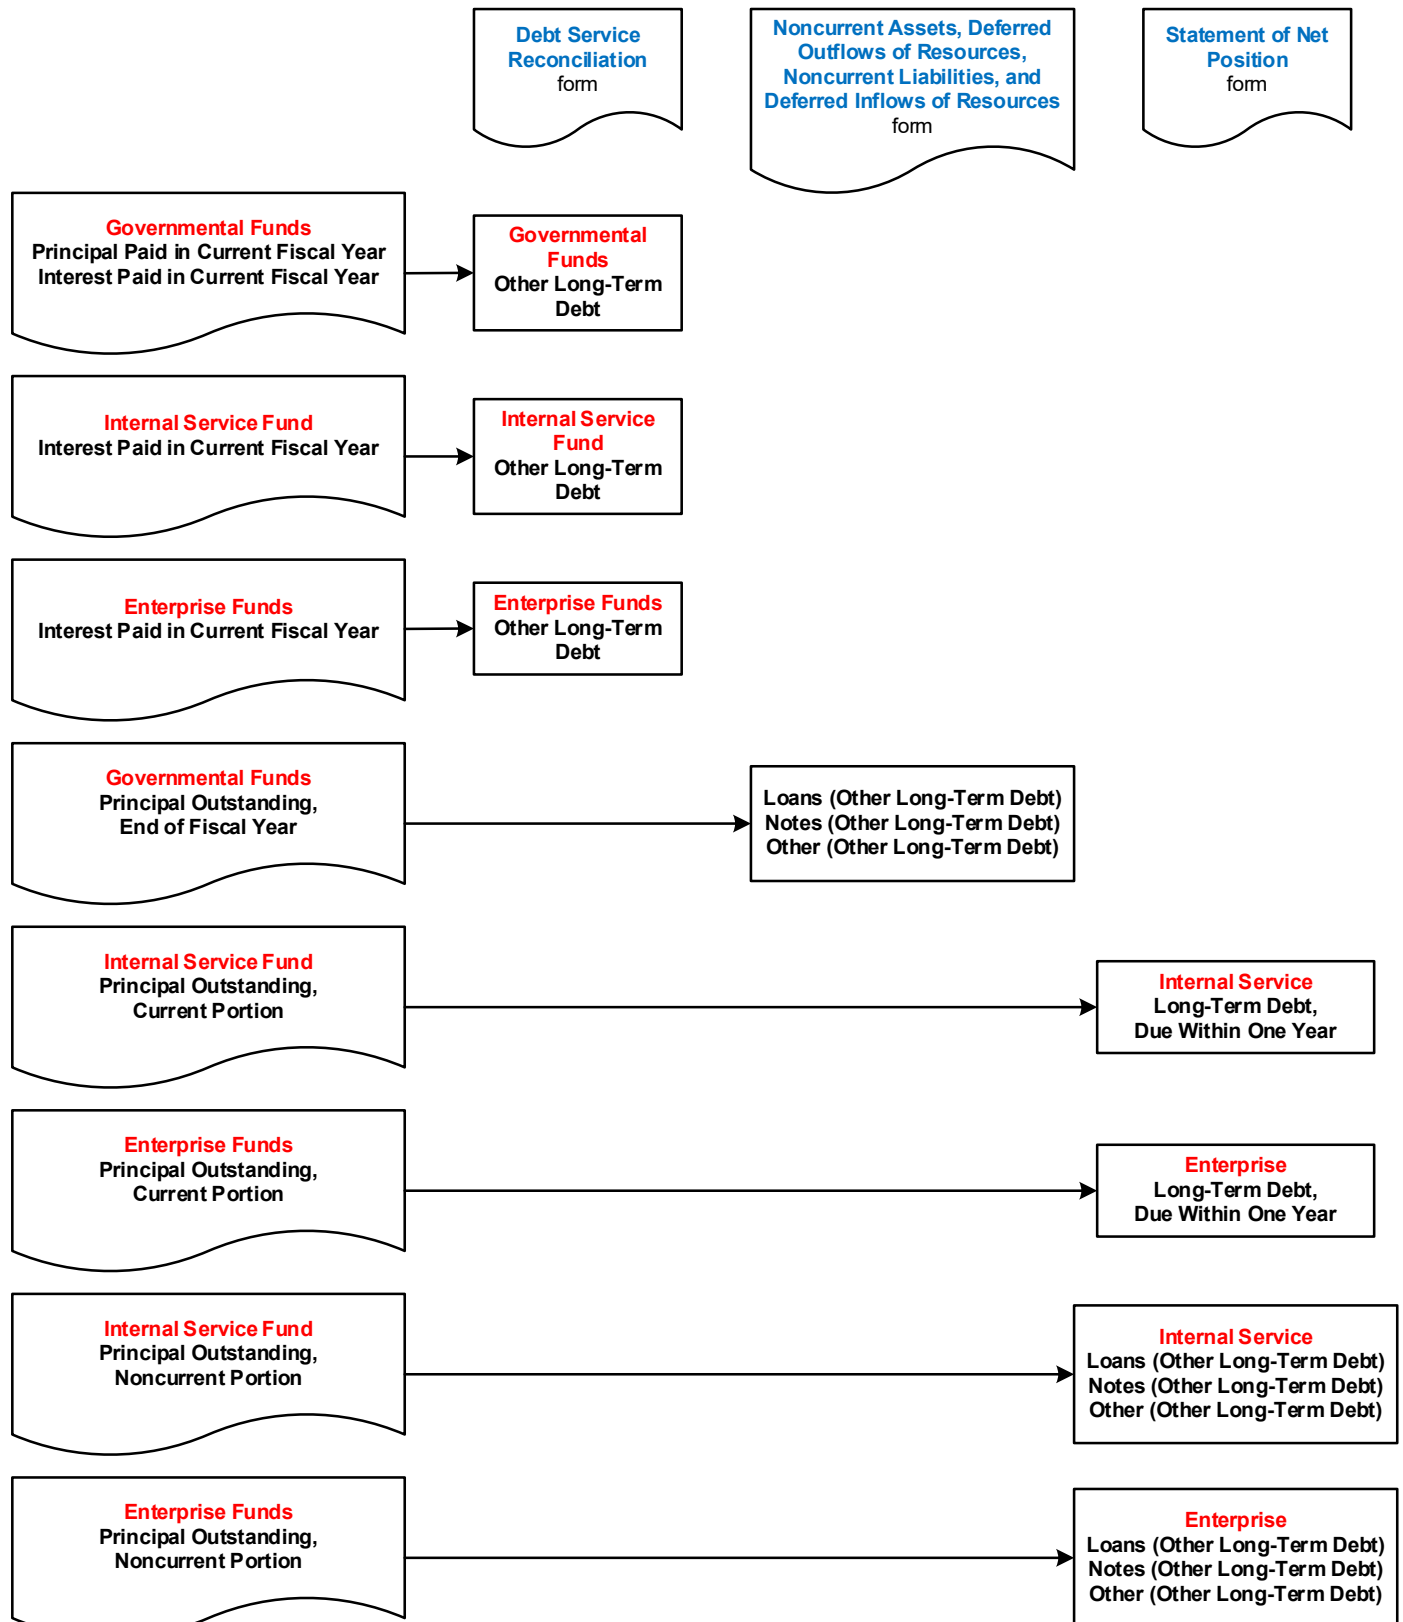 Debt Service
Reconciliation
form
Noncurrent Assets, Deferred
Outflows of Resources,
Noncurrent Liabilities, and
Deferred Inflows of Resources
form
Statement of Net
Position
form
Governmental Funds
Principal Paid in Current Fiscal Year
Interest Paid in Current Fiscal Year
Governmental
Funds
Other Long-Term
Debt
Internal Service Fund
Interest Paid in Current Fiscal Year
Internal Service
Fund
Other Long-Term
Debt
Enterprise Funds
Interest Paid in Current Fiscal Year
Enterprise Funds
Other Long-Term
Debt
Governmental Funds
Principal Outstanding,
End of Fiscal Year
Loans (Other Long-Term Debt)
Notes (Other Long-Term Debt)
Other (Other Long-Term Debt)
Internal Service Fund
Principal Outstanding,
Current Portion
Internal Service
Long-Term Debt,
Due Within One Year
Enterprise Funds
Principal Outstanding,
Current Portion
Enterprise
Long-Term Debt,
Due Within One Year
Internal Service Fund
Principal Outstanding,
Noncurrent Portion
Internal Service
Loans (Other Long-Term Debt)
Notes (Other Long-Term Debt)
Other (Other Long-Term Debt)
Enterprise Funds
Principal Outstanding,
Noncurrent Portion
Enterprise
Loans (Other Long-Term Debt)
Notes (Other Long-Term Debt)
Other (Other Long-Term Debt)